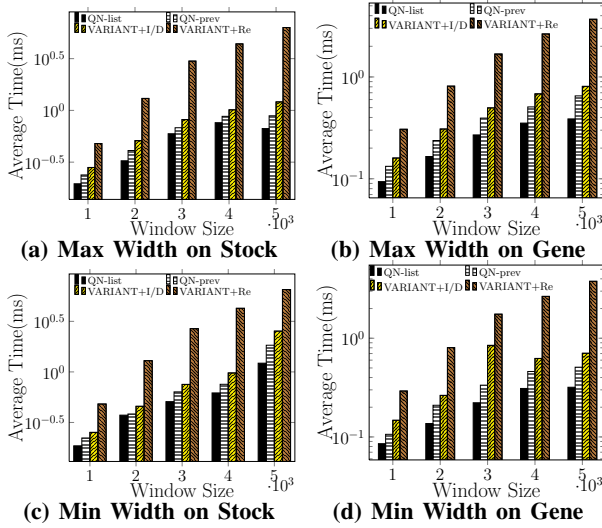 QN-list QN-prev
VARIANT+I/D VARIANT+Re
Average Time(ms)
10^0.5
10^0
10^−0.5
1 2 3 4 5
Window Size ·10^3
(a) Max Width on Stock
QN-list QN-prev
VARIANT+I/D VARIANT+Re
Average Time(ms)
10^0
10^−1
1 2 3 4 5
Window Size ·10^3
(b) Max Width on Gene
QN-list QN-prev
VARIANT+I/D VARIANT+Re
Average Time(ms)
10^0.5
10^0
10^−0.5
1 2 3 4 5
Window Size ·10^3
(c) Min Width on Stock
QN-list QN-prev
VARIANT+I/D VARIANT+Re
Average Time(ms)
10^0
10^−1
1 2 3 4 5
Window Size ·10^3
(d) Min Width on Gene